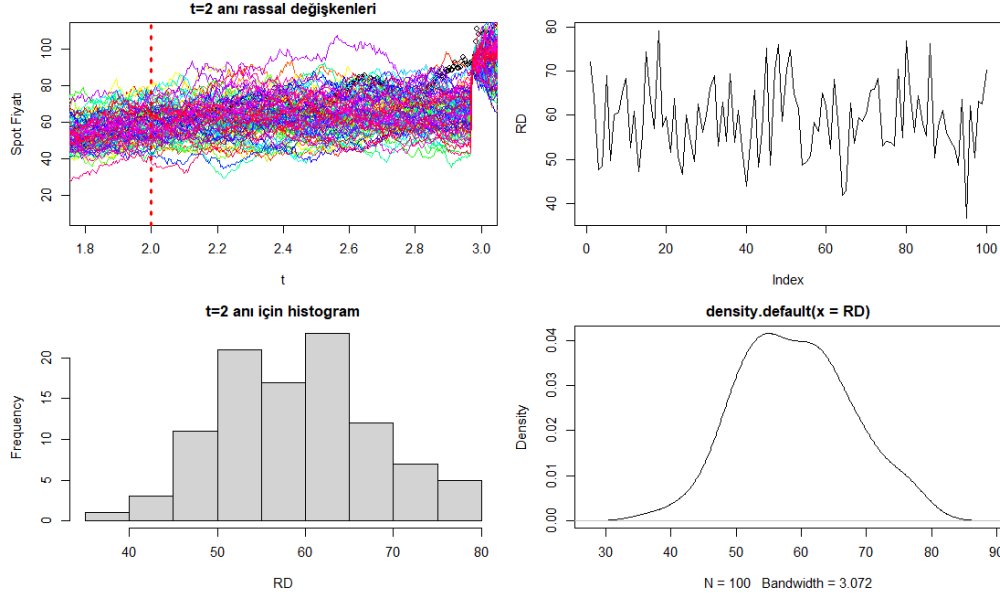 t=2 anı rassal değişkenleri
Spot Fiyatı
20 40 60 80 100
1.8 2.0 2.2 2.4 2.6 2.8 3.0
t
RD
40 50 60 70 80
0 20 40 60 80 100
Index
t=2 anı için histogram
Frequency
0 5 10 15 20
40 50 60 70 80
RD
density.default(x = RD)
Density
0.00 0.01 0.02 0.03 0.04
30 40 50 60 70 80 90
N = 100 Bandwidth = 3.072